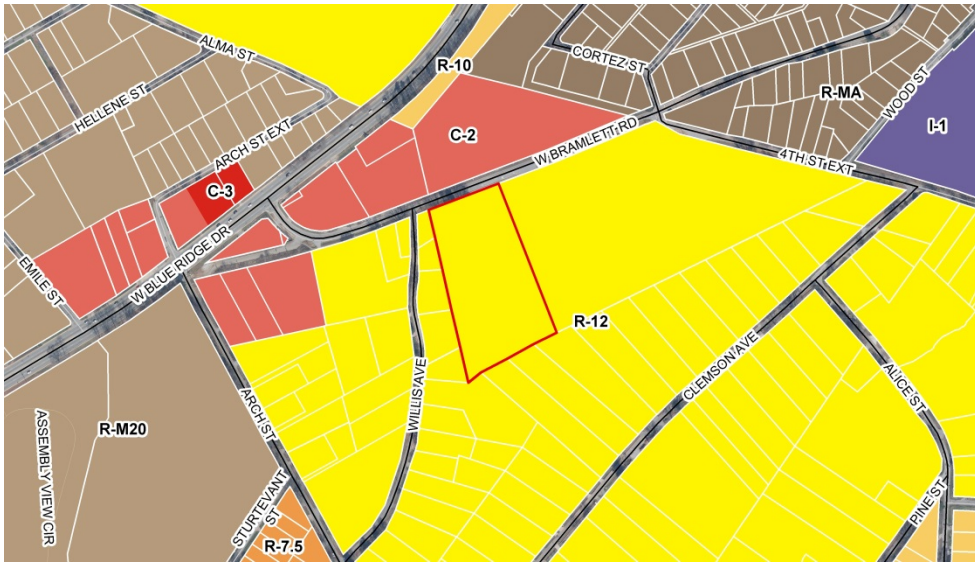 ALMA ST
R-10
CORTEZ ST
HELLENE ST
R-MA
WOOD ST
I-1
ARCH ST EXT
C-2
W BRAMLETT RD
4TH ST EXT
C-3
W BLUE RIDGE DR
EMILE ST
R-12
WILLIS AVE
CLEMSON AVE
ALICE ST
ARCH ST
R-M20
ASSEMBLY VIEW CIR
STURTEVANT
ST
PINE ST
R-7.5